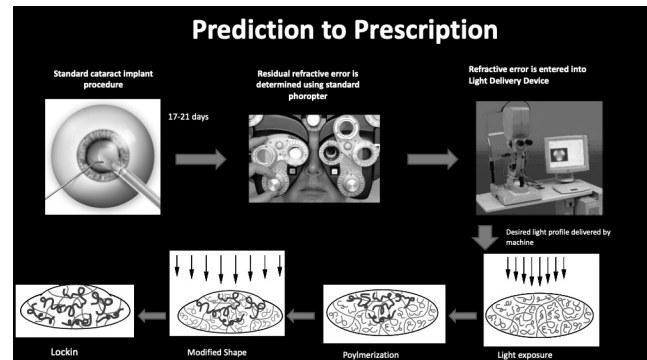 Prediction to Prescription
Standard cataract implant
procedure
Residual refractive error is
determined using standard
phoropter
Refractive error is entered into
Light Delivery Device
17-21 days
Desired light profile delivered by
machine
Lockin
Modified Shape
Poylmerization
Light exposure